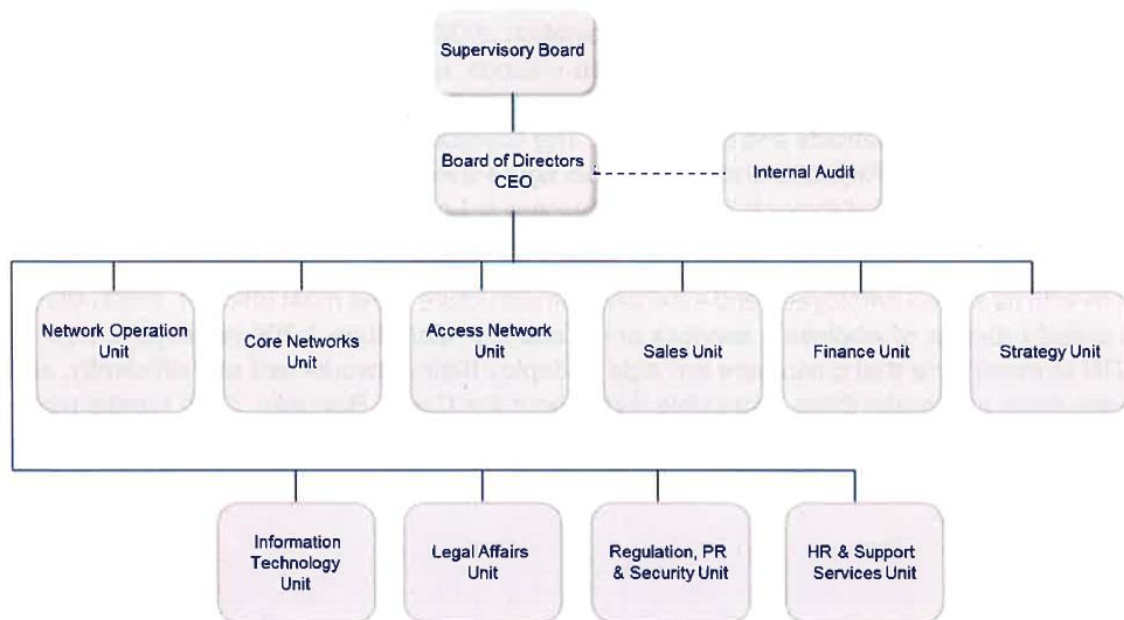 Supervisory Board
Board of Directors
CEO
Internal Audit
Network Operation
Unit
Core Networks
Unit
Access Network
Unit
Sales Unit
Finance Unit
Strategy Unit
Information
Technology
Unit
Legal Affairs
Unit
Regulation, PR
& Security Unit
HR & Support
Services Unit